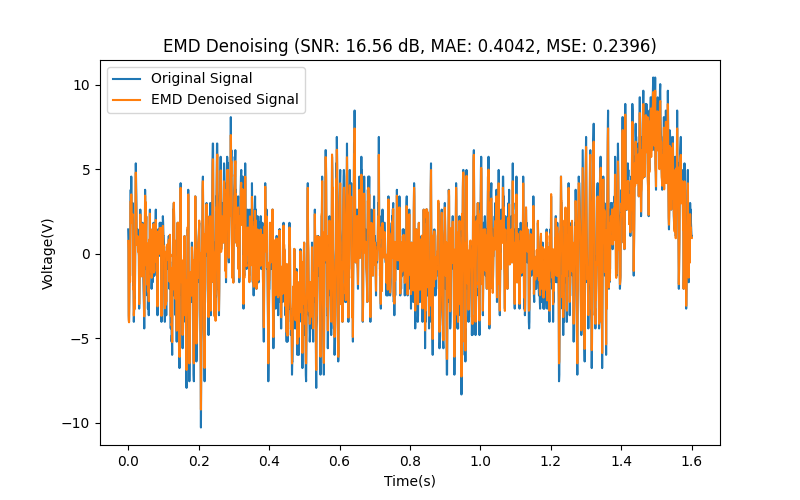 EMD Denoising (SNR: 16.56 dB, MAE: 0.4042, MSE: 0.2396)
Original Signal
EMD Denoised Signal
Voltage(V)
10
5
0
−5
−10
0.0 0.2 0.4 0.6 0.8 1.0 1.2 1.4 1.6
Time(s)